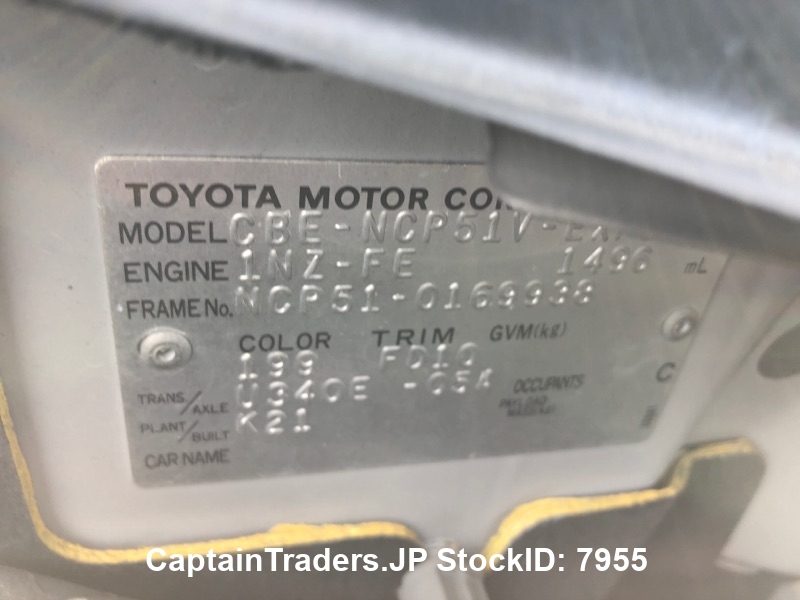 TOYOTA MOTOR
MODEL CBE-NCP51V-
ENGINE 1NZ-FE 1496 mL
FRAME No. NCP51-0169938
COLOR TRIM GVM(kg)
199 FD10
TRANS/AXLE U340E -05A OCCUPANTS C
PLANT/BUILT K21
CAR NAME
CaptainTraders.JP StockID: 7955